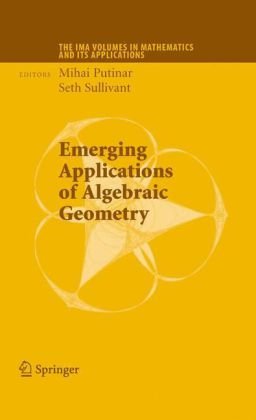 THE IMA VOLUMES IN MATHEMATICS
AND ITS APPLICATIONS
EDITORS Mihai Putinar
Seth Sullivant
Emerging
Applications
of Algebraic
Geometry
Springer